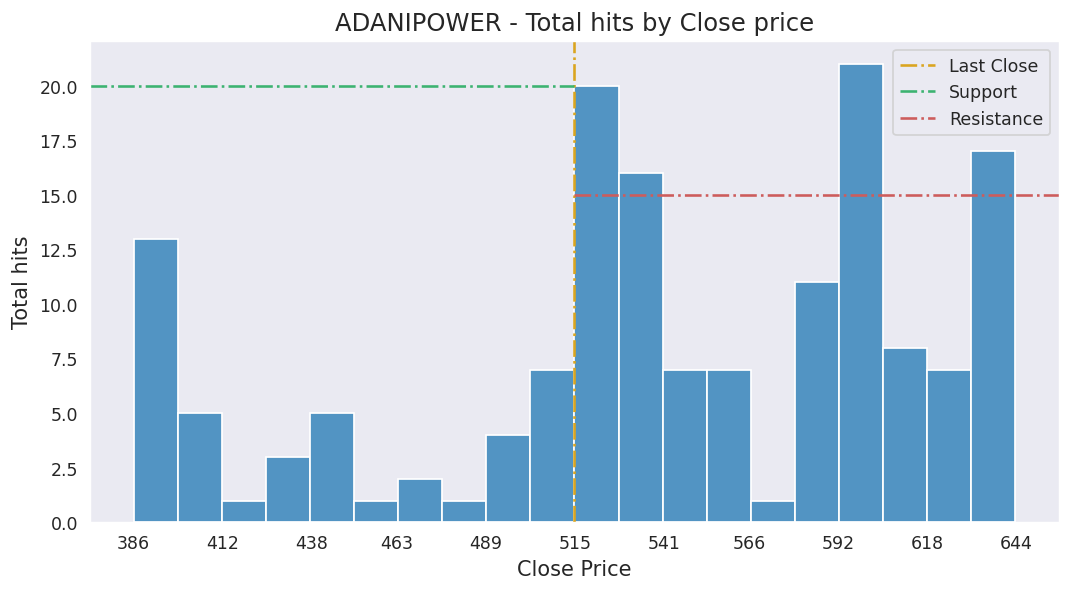 ADANIPOWER - Total hits by Close price
Last Close
Support
Resistance
Total hits
20.0
17.5
15.0
12.5
10.0
7.5
5.0
2.5
0.0
386 412 438 463 489 515 541 566 592 618 644
Close Price